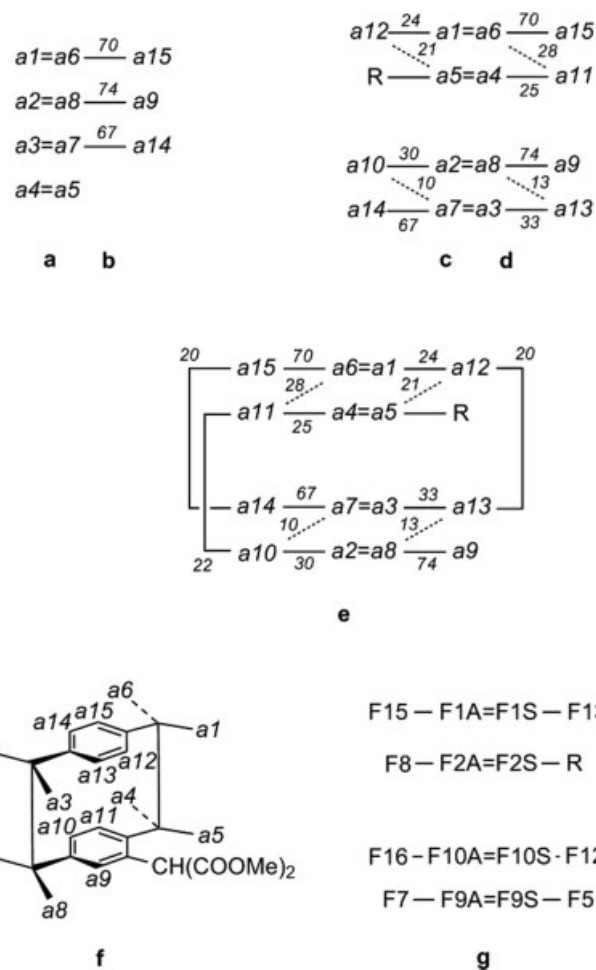 a1=a6 70 a15
a2=a8 74 a9
a3=a7 67 a14
a4=a5
a b
a12 24 a1=a6 70 a15
21 28
R a5=a4 25 a11
a10 30 a2=a8 74 a9
10 13
a14 67 a7=a3 33 a13
c d
20 a15 70 a6=a1 24 a12 20
28 21
a11 25 a4=a5 R
a14 67 a7=a3 33 a13
10 13
22 a10 30 a2=a8 74 a9
e
a6
a14 a15 a1
a13 a12
a3 a4
a10 a11 a5
a9 CH(COOMe)2
a8
f
F15 — F1A=F1S —
F8 — F2A=F2S — R
F16 – F10A=F10S ·
F7 — F9A=F9S — F5
g